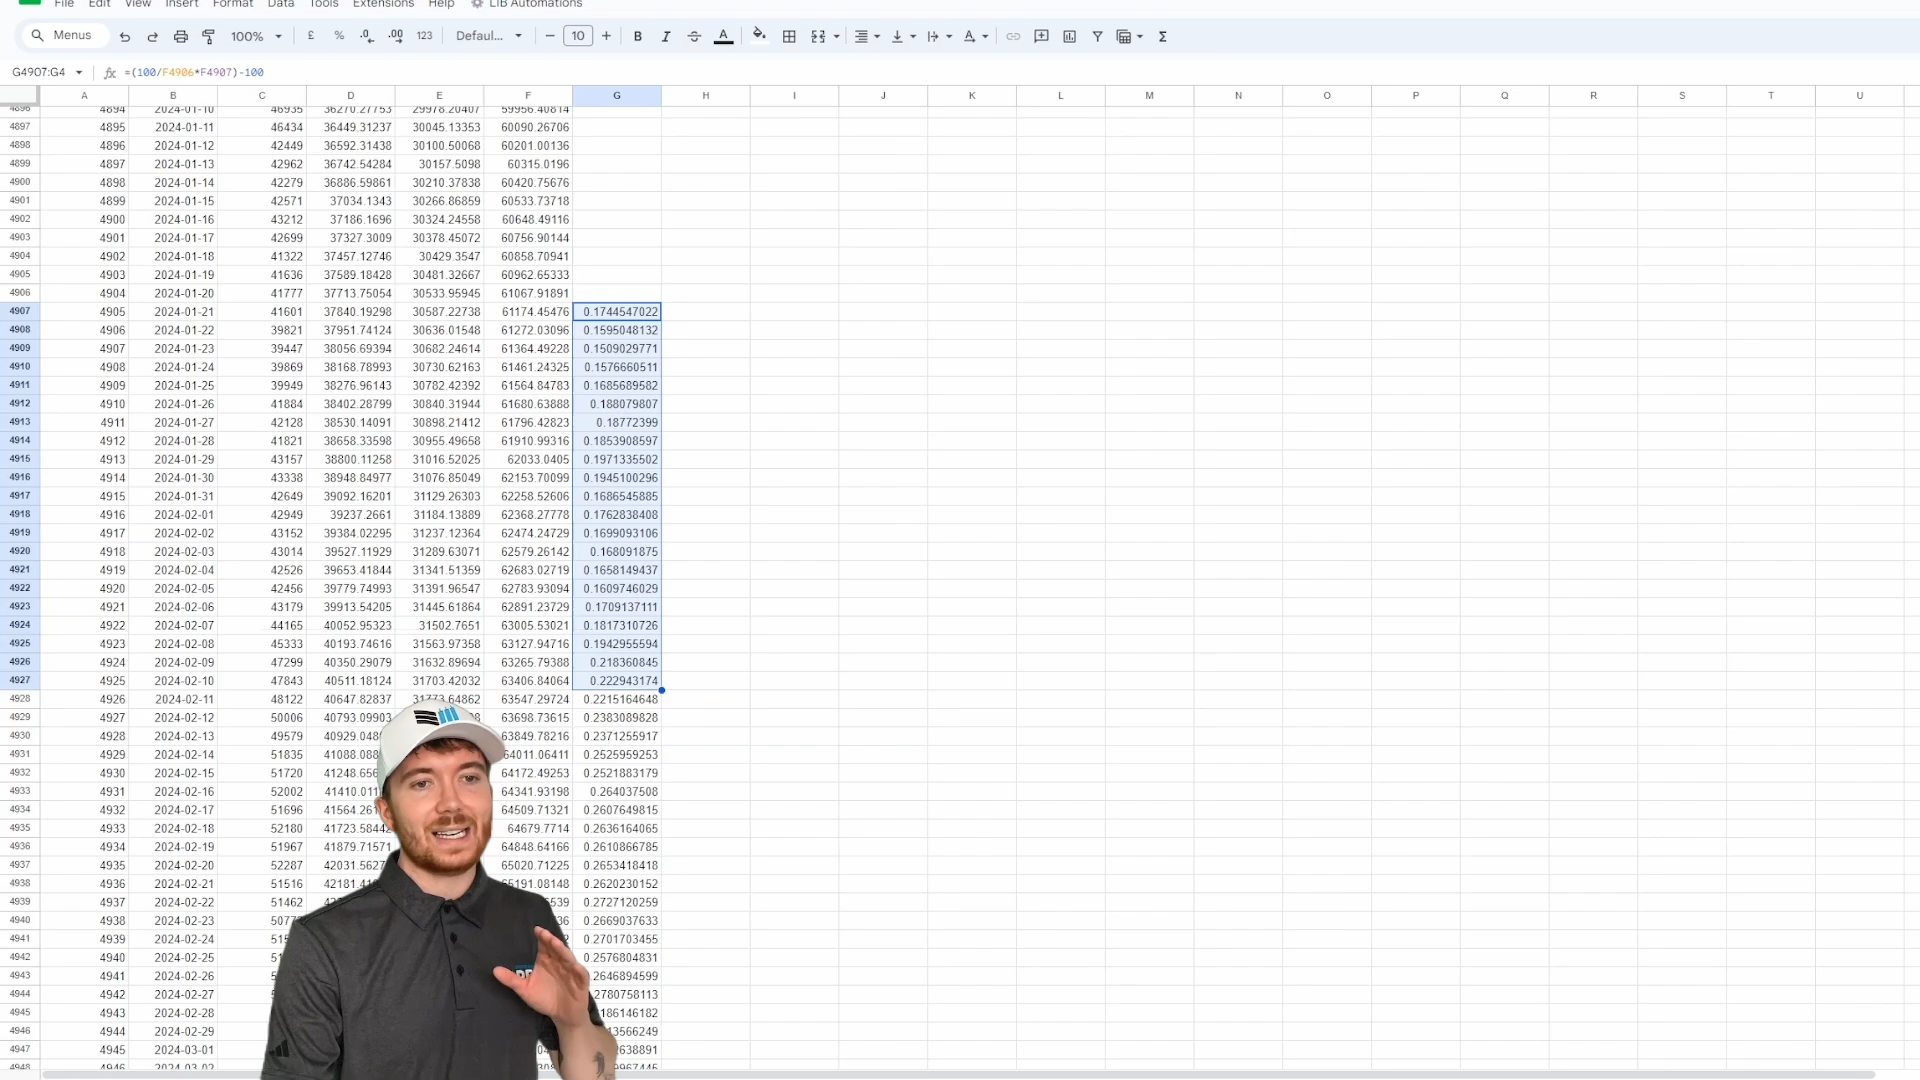 File Edit View Insert Format Data Tools Extensions Help LIB Automations
Menus 100% £ % .0 .00 123 Defaul... − 10 + B I A Σ
G4907:G4 fx =(100/F4906*F4907)-100
A B C D E F G H I J K L M N O P Q R S T U
4896 4894 2024-01-10 46935 36270.27753 29978.20407 59956.40814
4897 4895 2024-01-11 46434 36449.31237 30045.13353 60090.26706
4898 4896 2024-01-12 42449 36592.31438 30100.50068 60201.00136
4899 4897 2024-01-13 42962 36742.54284 30157.5098 60315.0196
4900 4898 2024-01-14 42279 36886.59861 30210.37838 60420.75676
4901 4899 2024-01-15 42571 37034.1343 30266.86859 60533.73718
4902 4900 2024-01-16 43212 37186.1696 30324.24558 60648.49116
4903 4901 2024-01-17 42699 37327.3009 30378.45072 60756.90144
4904 4902 2024-01-18 41322 37457.12746 30429.3547 60858.70941
4905 4903 2024-01-19 41636 37589.18428 30481.32667 60962.65333
4906 4904 2024-01-20 41777 37713.75054 30533.95945 61067.91891
4907 4905 2024-01-21 41601 37840.19298 30587.22738 61174.45476 0.1744547022
4908 4906 2024-01-22 39821 37951.74124 30636.01548 61272.03096 0.1595048132
4909 4907 2024-01-23 39447 38056.69394 30682.24614 61364.49228 0.1509029771
4910 4908 2024-01-24 39869 38168.78993 30730.62163 61461.24325 0.1576660511
4911 4909 2024-01-25 39949 38276.96143 30782.42392 61564.84783 0.1685689582
4912 4910 2024-01-26 41884 38402.28799 30840.31944 61680.63888 0.188079807
4913 4911 2024-01-27 42128 38530.14091 30898.21412 61796.42823 0.18772399
4914 4912 2024-01-28 41821 38658.33598 30955.49658 61910.99316 0.1853908597
4915 4913 2024-01-29 43157 38800.11258 31016.52025 62033.0405 0.1971335502
4916 4914 2024-01-30 43338 38948.84977 31076.85049 62153.70099 0.1945100296
4917 4915 2024-01-31 42649 39092.16201 31129.26303 62258.52606 0.1686545885
4918 4916 2024-02-01 42949 39237.2661 31184.13889 62368.27778 0.1762838408
4919 4917 2024-02-02 43152 39384.02295 31237.12364 62474.24729 0.1699093106
4920 4918 2024-02-03 43014 39527.11929 31289.63071 62579.26142 0.168091875
4921 4919 2024-02-04 42526 39653.41844 31341.51359 62683.02719 0.1658149437
4922 4920 2024-02-05 42456 39779.74993 31391.96547 62783.93094 0.1609746029
4923 4921 2024-02-06 43179 39913.54205 31445.61864 62891.23729 0.1709137111
4924 4922 2024-02-07 44165 40052.95323 31502.7651 63005.53021 0.1817310726
4925 4923 2024-02-08 45333 40193.74616 31563.97358 63127.94716 0.1942955594
4926 4924 2024-02-09 47299 40350.29079 31632.89694 63265.79388 0.218360845
4927 4925 2024-02-10 47843 40511.18124 31703.42032 63406.84064 0.222943174
4928 4926 2024-02-11 48122 40647.82837 31773.64862 63547.29724 0.2215164648
4929 4927 2024-02-12 50006 40793.09903 63698.73615 0.2383089828
4930 4928 2024-02-13 49579 63849.78216 0.2371255917
4931 4929 2024-02-14 51835 64011.06411 0.2525959253
4932 4930 2024-02-15 51720 64172.49253 0.2521883179
4933 4931 2024-02-16 52002 64341.93198 0.264037508
4934 4932 2024-02-17 51696 64509.71321 0.2607649815
4935 4933 2024-02-18 52180 41723.58442 64679.7714 0.2636164065
4936 4934 2024-02-19 51967 41879.71571 64848.64166 0.2610866785
4937 4935 2024-02-20 52287 65020.71225 0.2653418418
4938 4936 2024-02-21 51516 65191.08148 0.2620230152
4939 4937 2024-02-22 51462 0.2727120259
4940 4938 2024-02-23 0.2669037633
4941 4939 2024-02-24 0.2701703455
4942 4940 2024-02-25 0.2576804831
4943 4941 2024-02-26
4944 4942 2024-02-27
4945 4943 2024-02-28
4946 4944 2024-02-29
4947 4945 2024-03-01
4948 4946 2024-03-02